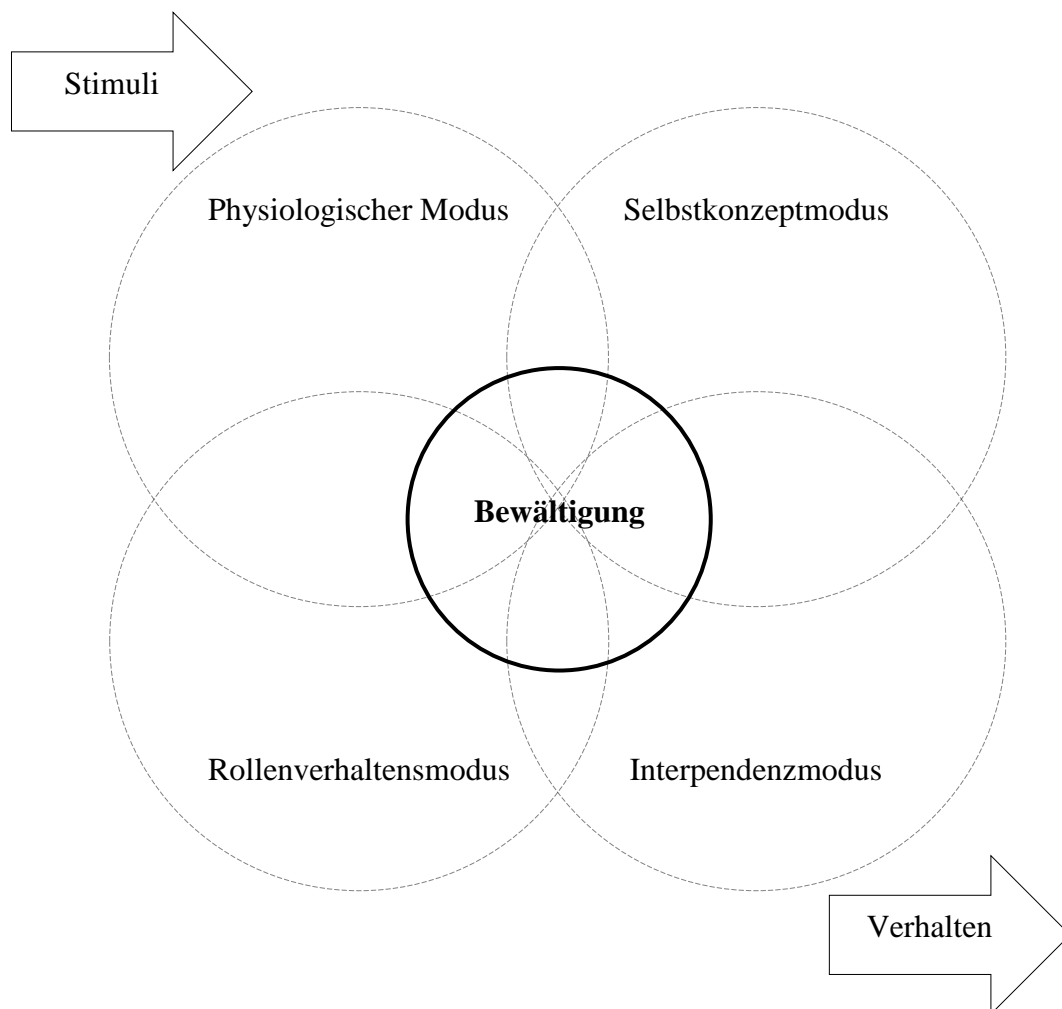 Stimuli
Physiologischer Modus
Selbstkonzeptmodus
Bewältigung
Rollenverhaltensmodus
Interpendenzmodus
Verhalten